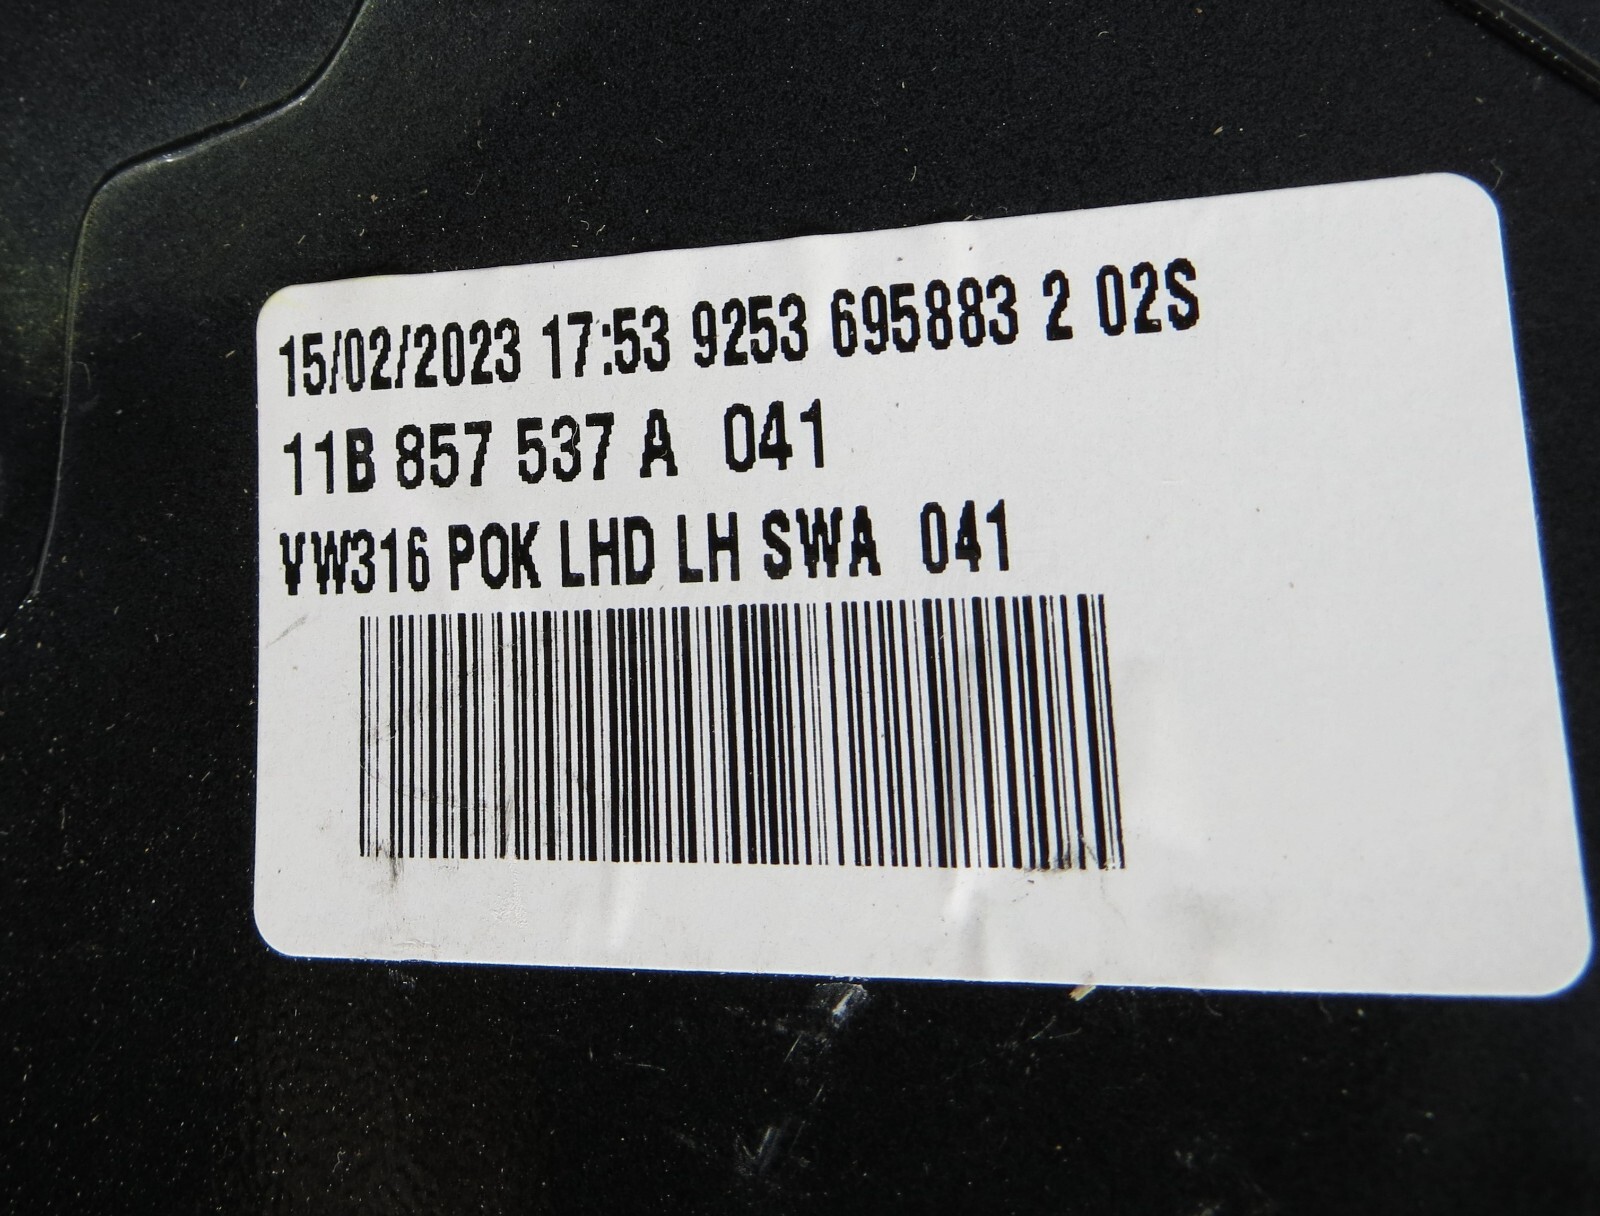 15/02/2023 17:53 9253 695883 2 02S
11B 857 537 A 041
VW316 POK LHD LH SWA 041